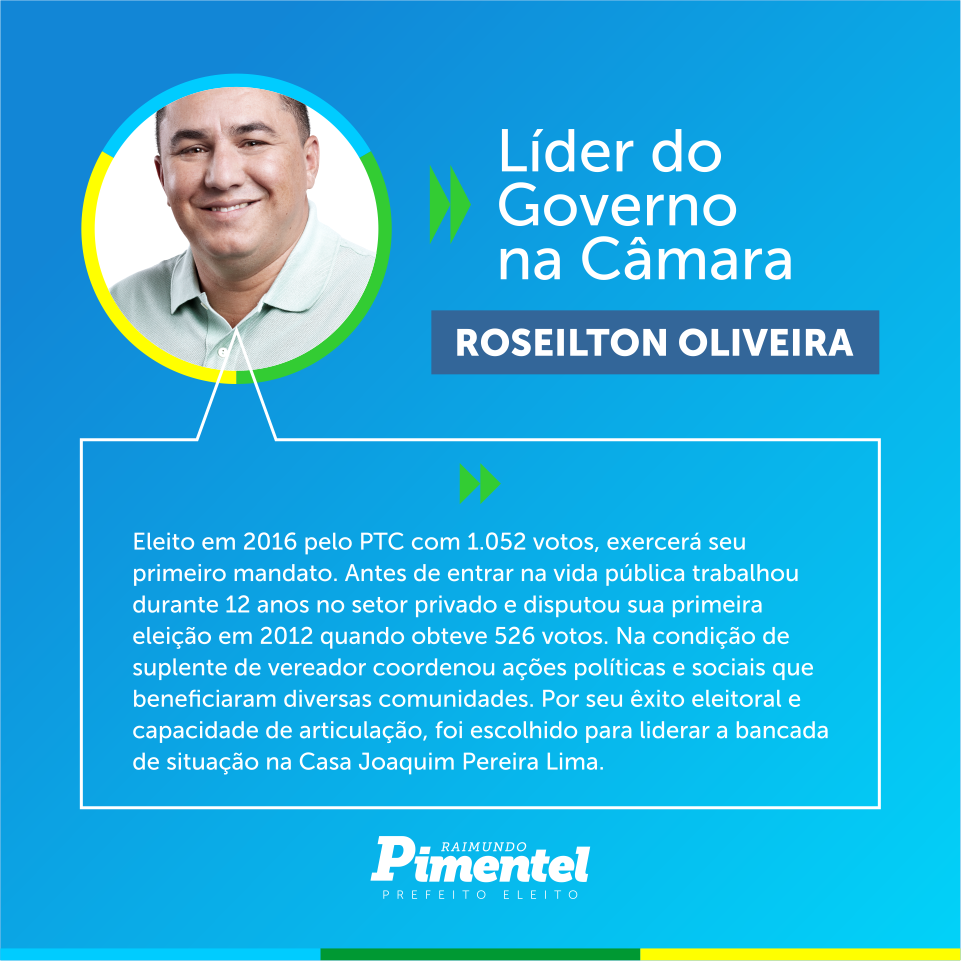 Líder do
Governo
na Câmara
ROSEILTON OLIVEIRA
Eleito em 2016 pelo PTC com 1.052 votos, exercerá seu
primeiro mandato. Antes de entrar na vida pública trabalhou
durante 12 anos no setor privado e disputou sua primeira
eleição em 2012 quando obteve 526 votos. Na condição de
suplente de vereador coordenou ações políticas e sociais que
beneficiaram diversas comunidades. Por seu êxito eleitoral e
capacidade de articulação, foi escolhido para liderar a bancada
de situação na Casa Joaquim Pereira Lima.
RAIMUNDO
Pimentel
PREFEITO ELEITO